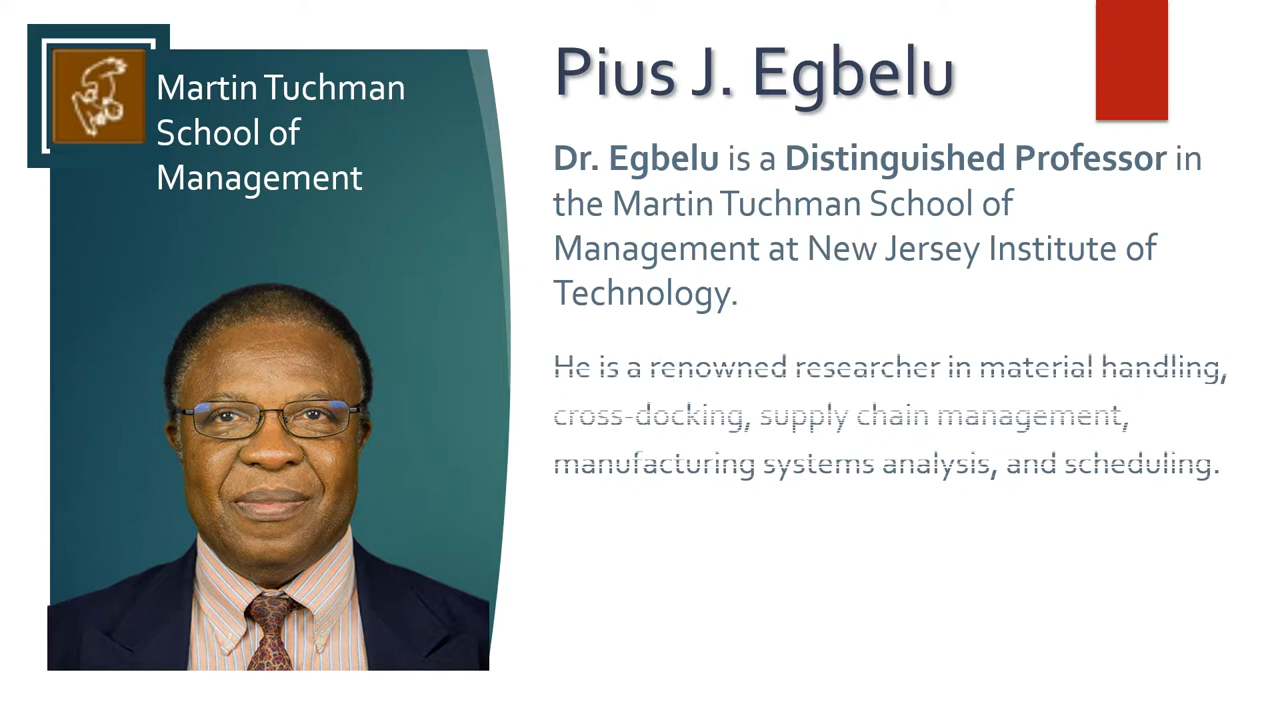 Martin Tuchman
School of
Management
Pius J. Egbelu
Dr. Egbelu is a Distinguished Professor in
the Martin Tuchman School of
Management at New Jersey Institute of
Technology.
He is a renowned researcher in material handling,
cross-docking, supply chain management,
manufacturing systems analysis, and scheduling.